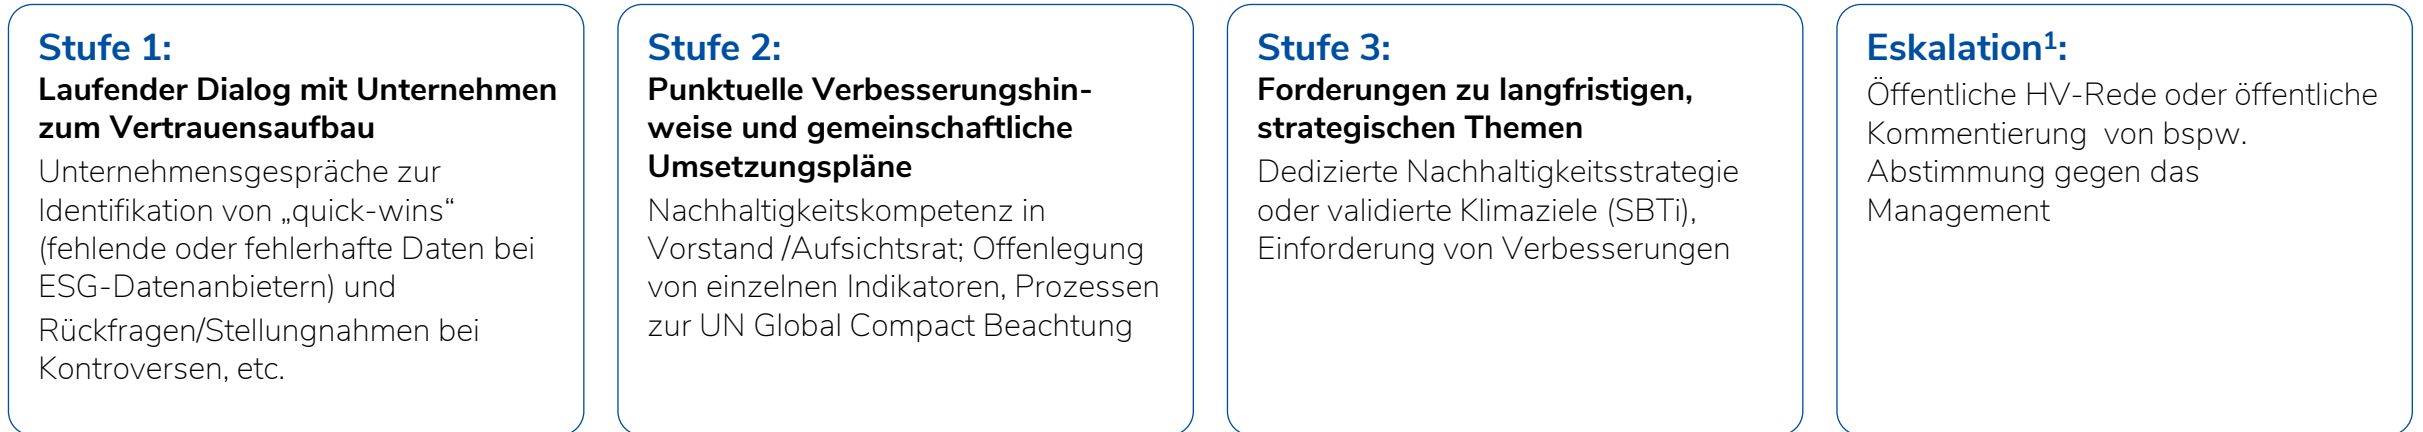 Stufe 1:
Laufender Dialog mit Unternehmen
zum Vertrauensaufbau
Unternehmensgespräche zur
Identifikation von „quick-wins“
(fehlende oder fehlerhafte Daten bei
ESG-Datenanbietern) und
Rückfragen/Stellungnahmen bei
Kontroversen, etc.
Stufe 2:
Punktuelle Verbesserungshin-
weise und gemeinschaftliche
Umsetzungspläne
Nachhaltigkeitskompetenz in
Vorstand /Aufsichtsrat; Offenlegung
von einzelnen Indikatoren, Prozessen
zur UN Global Compact Beachtung
Stufe 3:
Forderungen zu langfristigen,
strategischen Themen
Dedizierte Nachhaltigkeitsstrategie
oder validierte Klimaziele (SBTi),
Einforderung von Verbesserungen
Eskalation¹:
Öffentliche HV-Rede oder öffentliche
Kommentierung  von bspw.
Abstimmung gegen das
Management